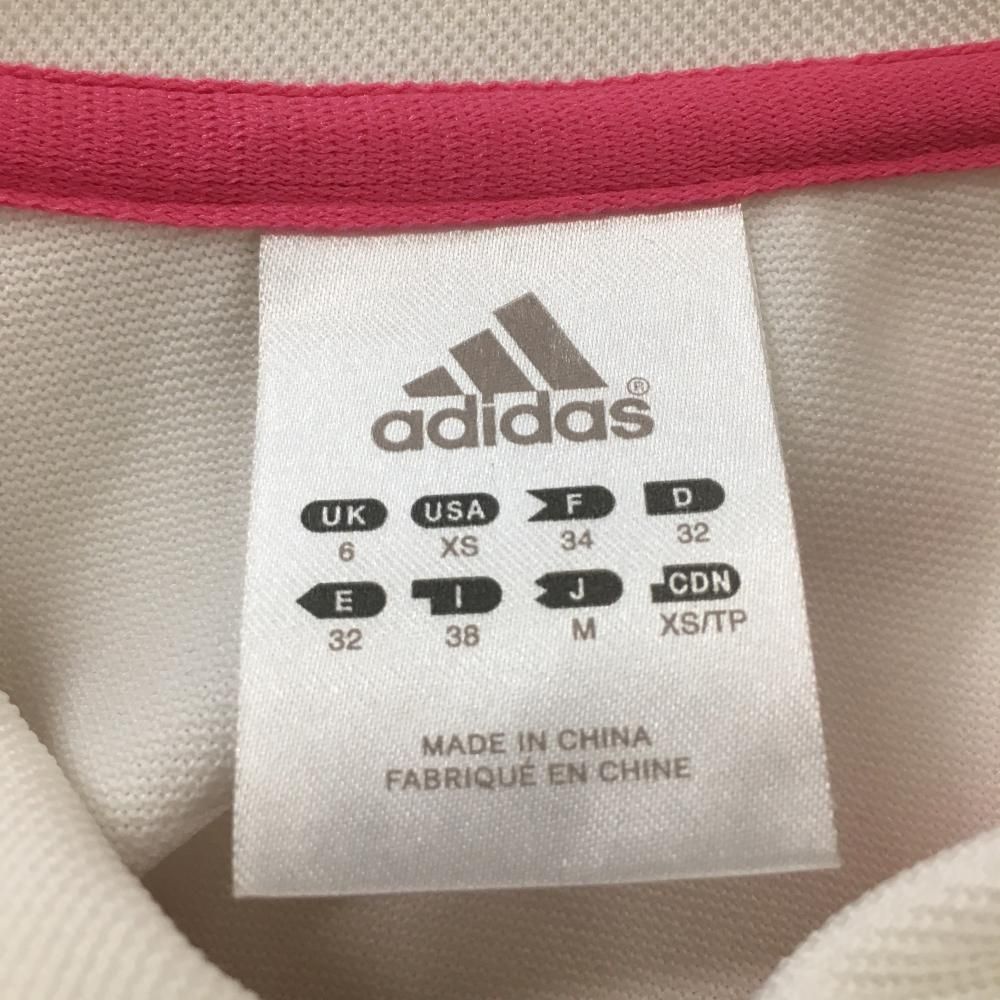 adidas®
UK USA F D
6 XS 34 32
E I J CDN
32 38 M XS/TP
MADE IN CHINA
FABRIQUÉ EN CHINE